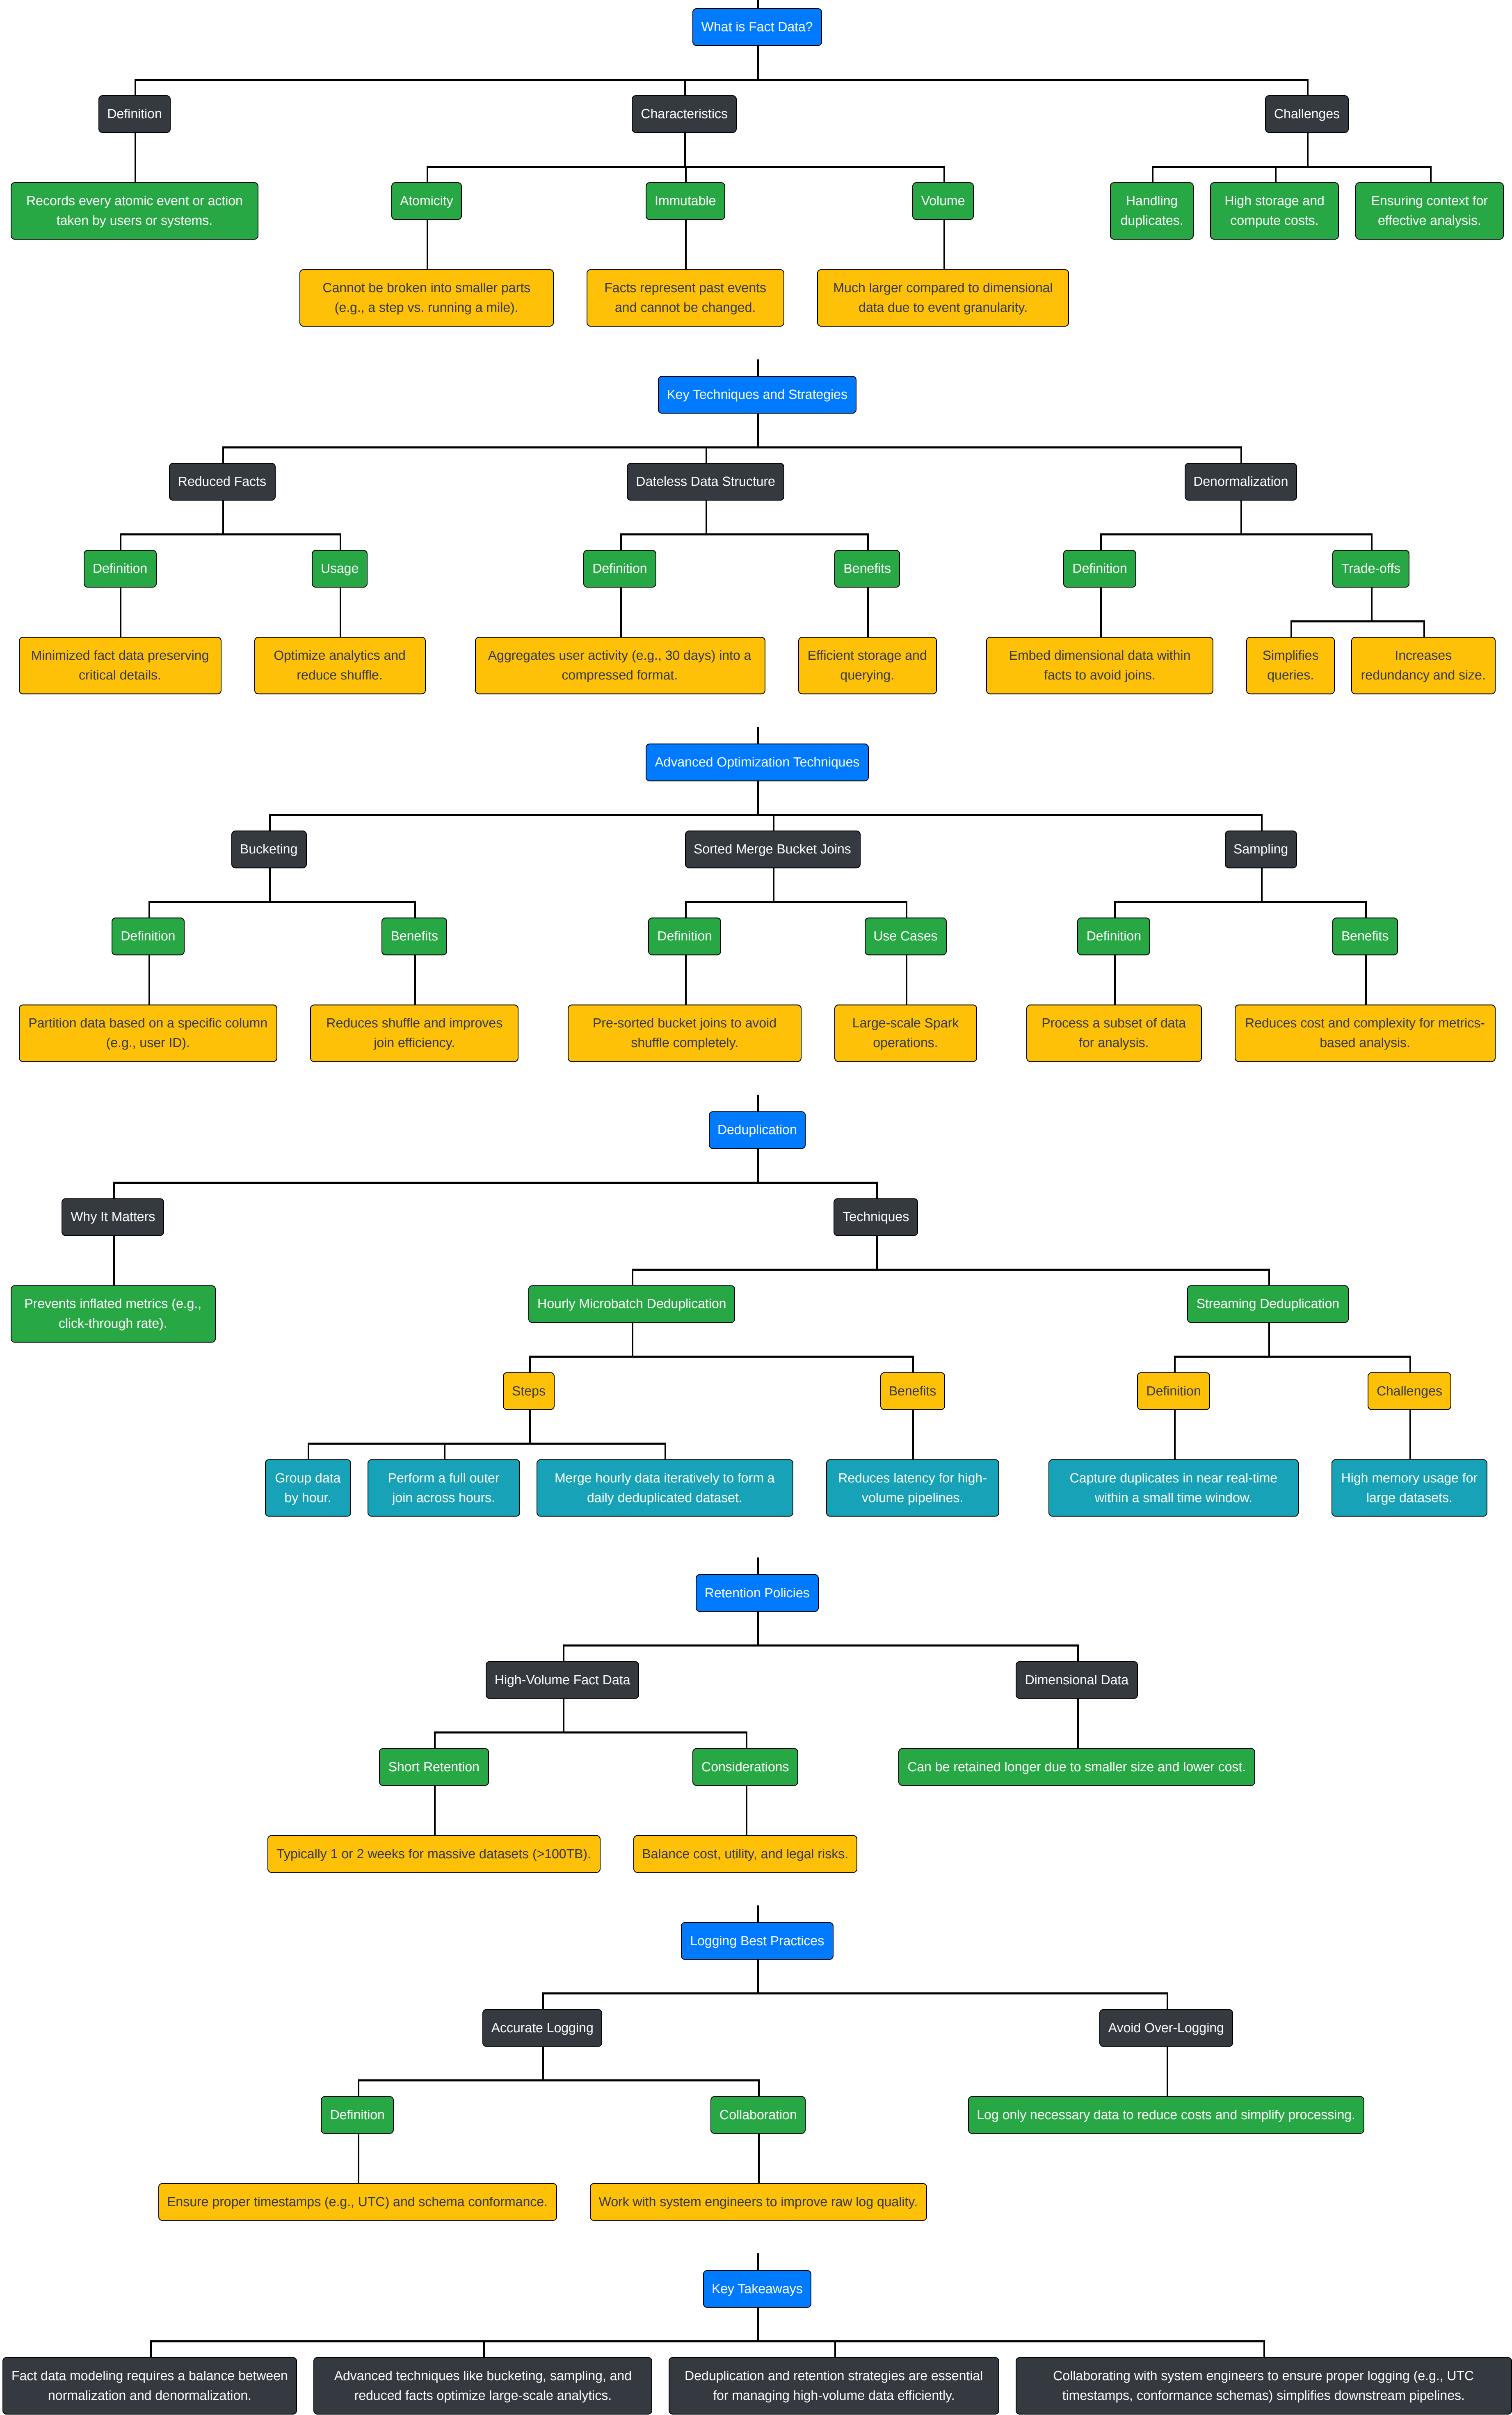 What is Fact Data?
Definition
Characteristics
Challenges
Records every atomic event or action
taken by users or systems.
Atomicity
Immutable
Volume
Handling
duplicates.
High storage and
compute costs.
Ensuring context for
effective analysis.
Cannot be broken into smaller parts
(e.g., a step vs. running a mile).
Facts represent past events
and cannot be changed.
Much larger compared to dimensional
data due to event granularity.
Key Techniques and Strategies
Reduced Facts
Dateless Data Structure
Denormalization
Definition
Usage
Definition
Benefits
Definition
Trade-offs
Minimized fact data preserving
critical details.
Optimize analytics and
reduce shuffle.
Aggregates user activity (e.g., 30 days) into a
compressed format.
Efficient storage and
querying.
Embed dimensional data within
facts to avoid joins.
Simplifies
queries.
Increases
redundancy and size.
Advanced Optimization Techniques
Bucketing
Sorted Merge Bucket Joins
Sampling
Definition
Benefits
Definition
Use Cases
Definition
Benefits
Partition data based on a specific column
(e.g., user ID).
Reduces shuffle and improves
join efficiency.
Pre-sorted bucket joins to avoid
shuffle completely.
Large-scale Spark
operations.
Process a subset of data
for analysis.
Reduces cost and complexity for metrics-
based analysis.
Deduplication
Why It Matters
Techniques
Prevents inflated metrics (e.g.,
click-through rate).
Hourly Microbatch Deduplication
Streaming Deduplication
Steps
Benefits
Definition
Challenges
Group data
by hour.
Perform a full outer
join across hours.
Merge hourly data iteratively to form a
daily deduplicated dataset.
Reduces latency for high-
volume pipelines.
Capture duplicates in near real-time
within a small time window.
High memory usage for
large datasets.
Retention Policies
High-Volume Fact Data
Dimensional Data
Short Retention
Considerations
Can be retained longer due to smaller size and lower cost.
Typically 1 or 2 weeks for massive datasets (>100TB).
Balance cost, utility, and legal risks.
Logging Best Practices
Accurate Logging
Avoid Over-Logging
Definition
Collaboration
Log only necessary data to reduce costs and simplify processing.
Ensure proper timestamps (e.g., UTC) and schema conformance.
Work with system engineers to improve raw log quality.
Key Takeaways
Fact data modeling requires a balance between
normalization and denormalization.
Advanced techniques like bucketing, sampling, and
reduced facts optimize large-scale analytics.
Deduplication and retention strategies are essential
for managing high-volume data efficiently.
Collaborating with system engineers to ensure proper logging (e.g., UTC
timestamps, conformance schemas) simplifies downstream pipelines.